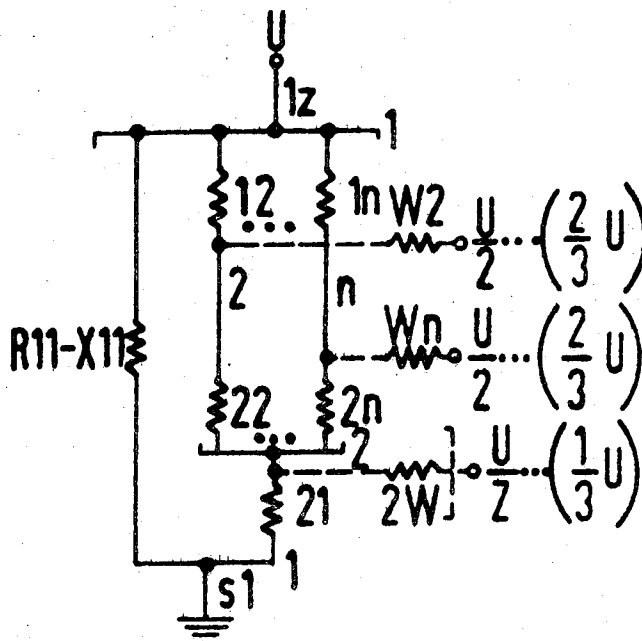 U
1z 1
12 ... 1n W2 U/2 ... (2/3 U)
2 n
R11-X11 Wn U/2 ... (2/3 U)
22 ... 2n
2
21 2W U/Z ... (1/3 U)
s1 1